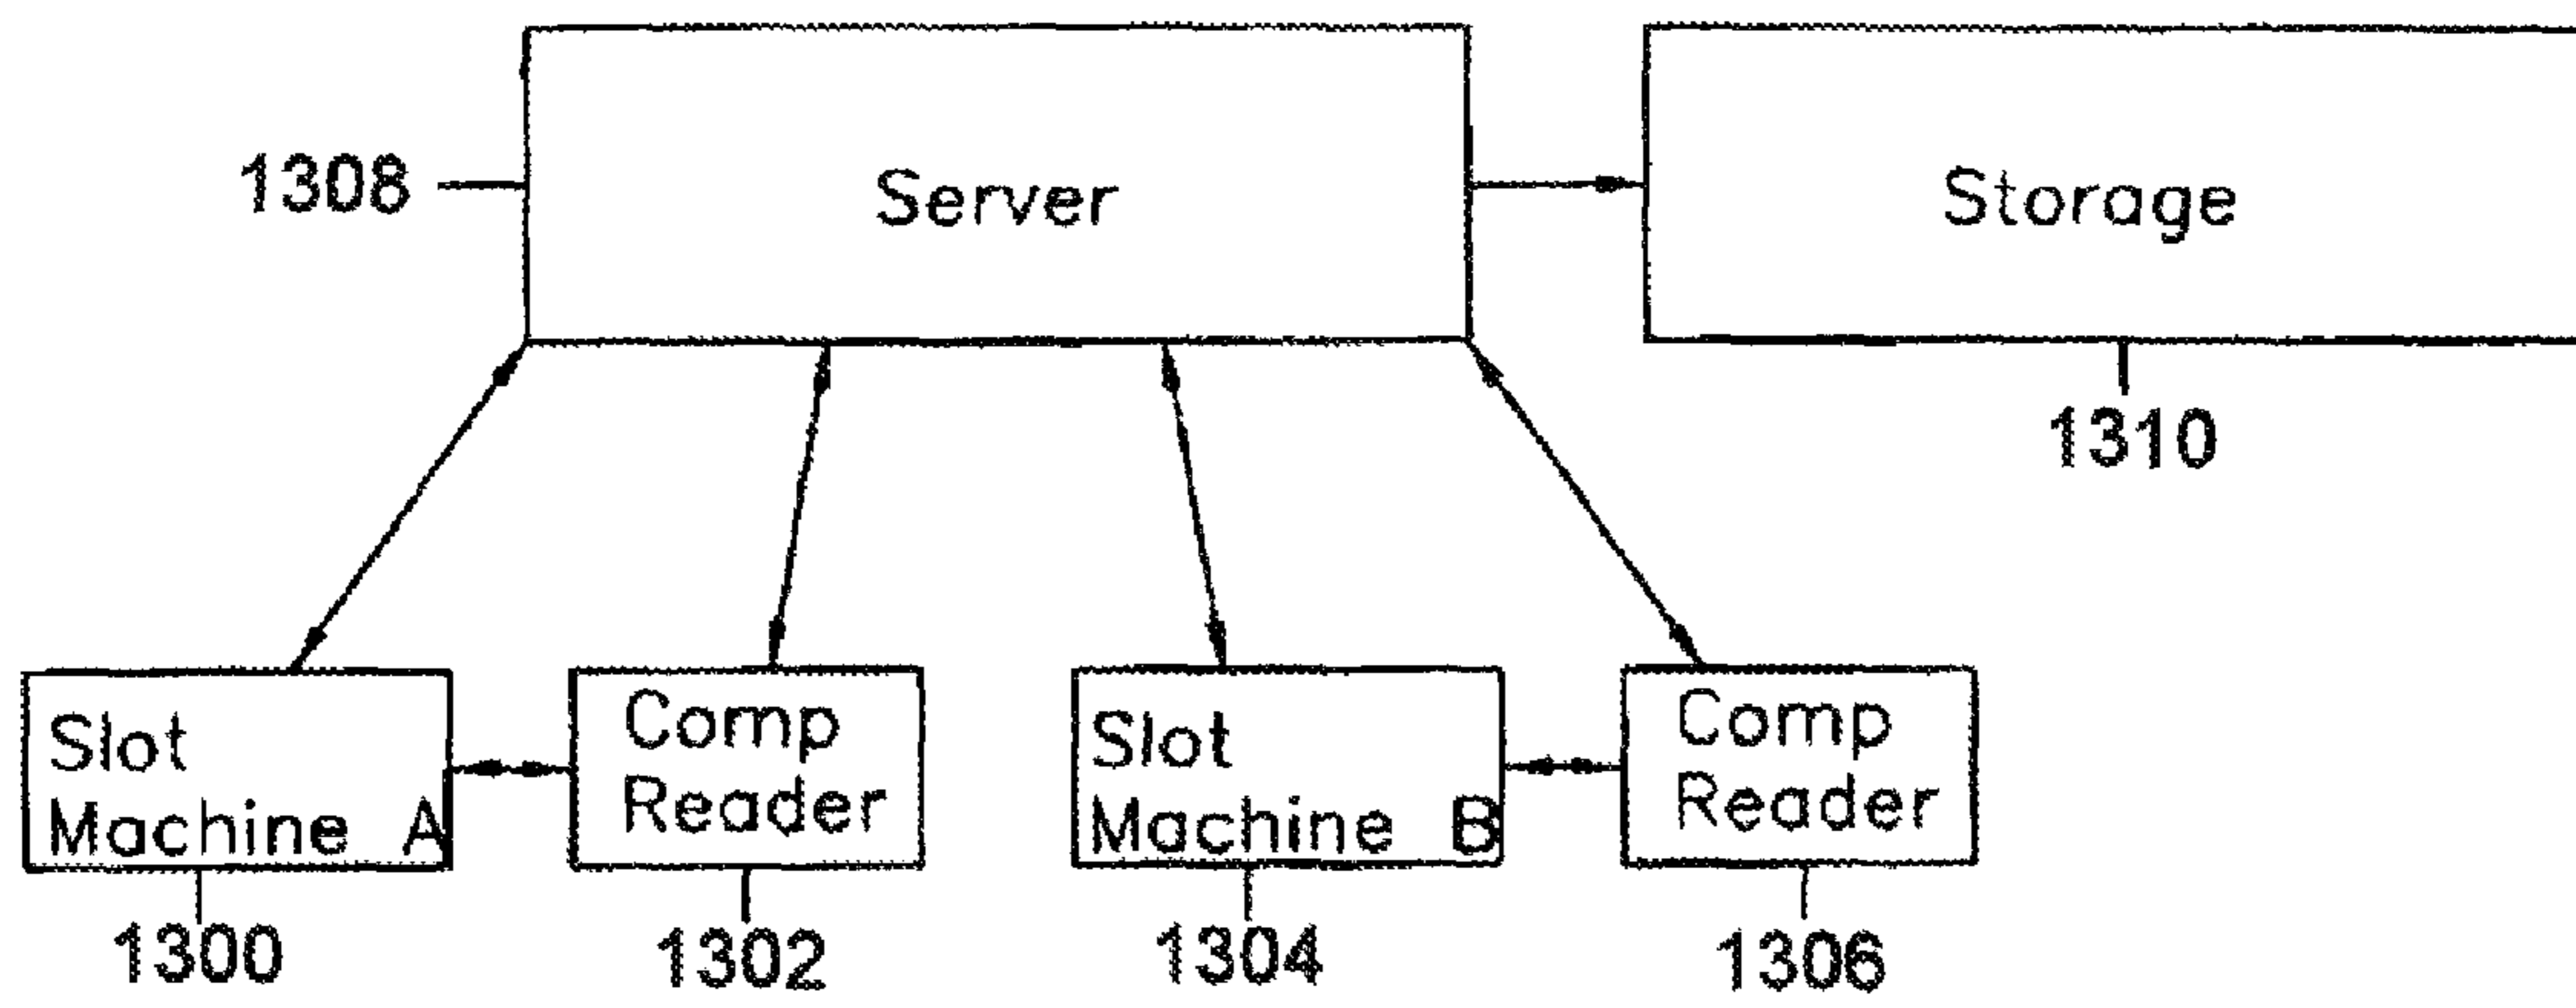 1308
Server
Storage
1310
Slot
Machine A
Comp
Reader
Slot
Machine B
Comp
Reader
1300
1302
1304
1306